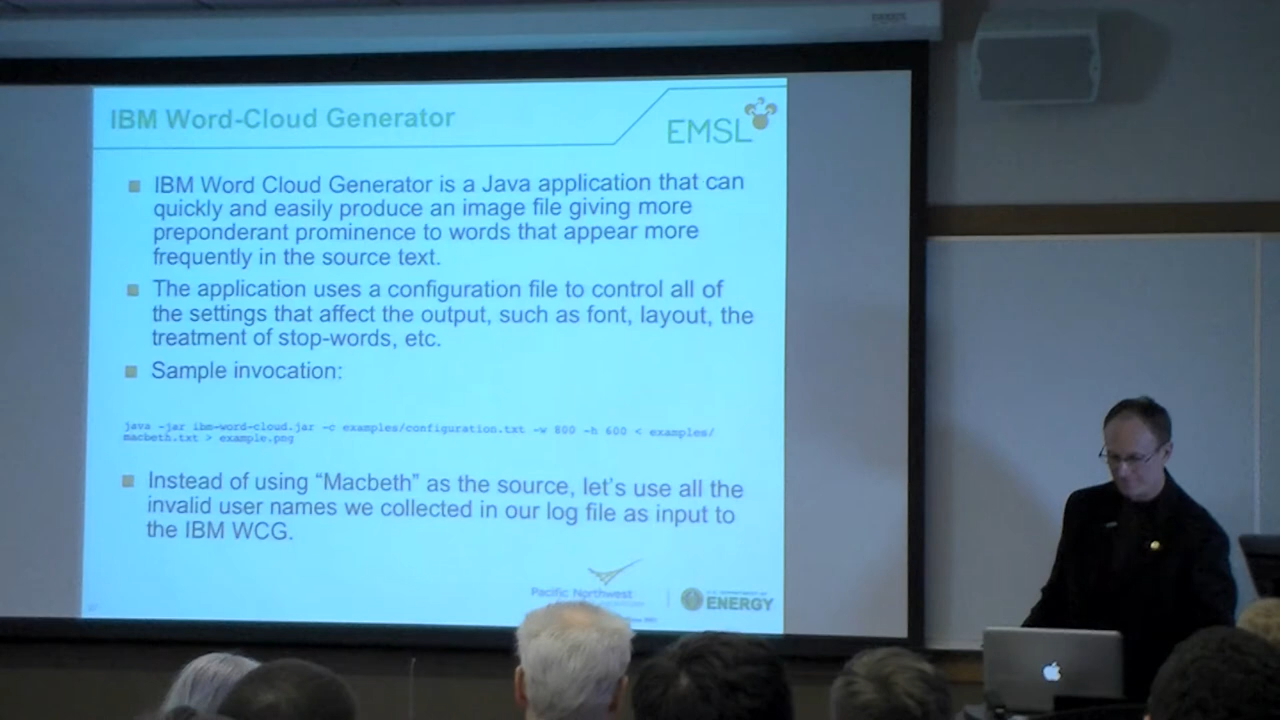 IBM Word-Cloud Generator
EMSL
IBM Word Cloud Generator is a Java application that can
quickly and easily produce an image file giving more
preponderant prominence to words that appear more
frequently in the source text.
The application uses a configuration file to control all of
the settings that affect the output, such as font, layout, the
treatment of stop-words, etc.
Sample invocation:
java -jar ibm-word-cloud.jar -c examples/configuration.txt -w 800 -h 600 < examples/
macbeth.txt > example.png
Instead of using “Macbeth” as the source, let’s use all the
invalid user names we collected in our log file as input to
the IBM WCG.
Pacific Northwest
ENERGY